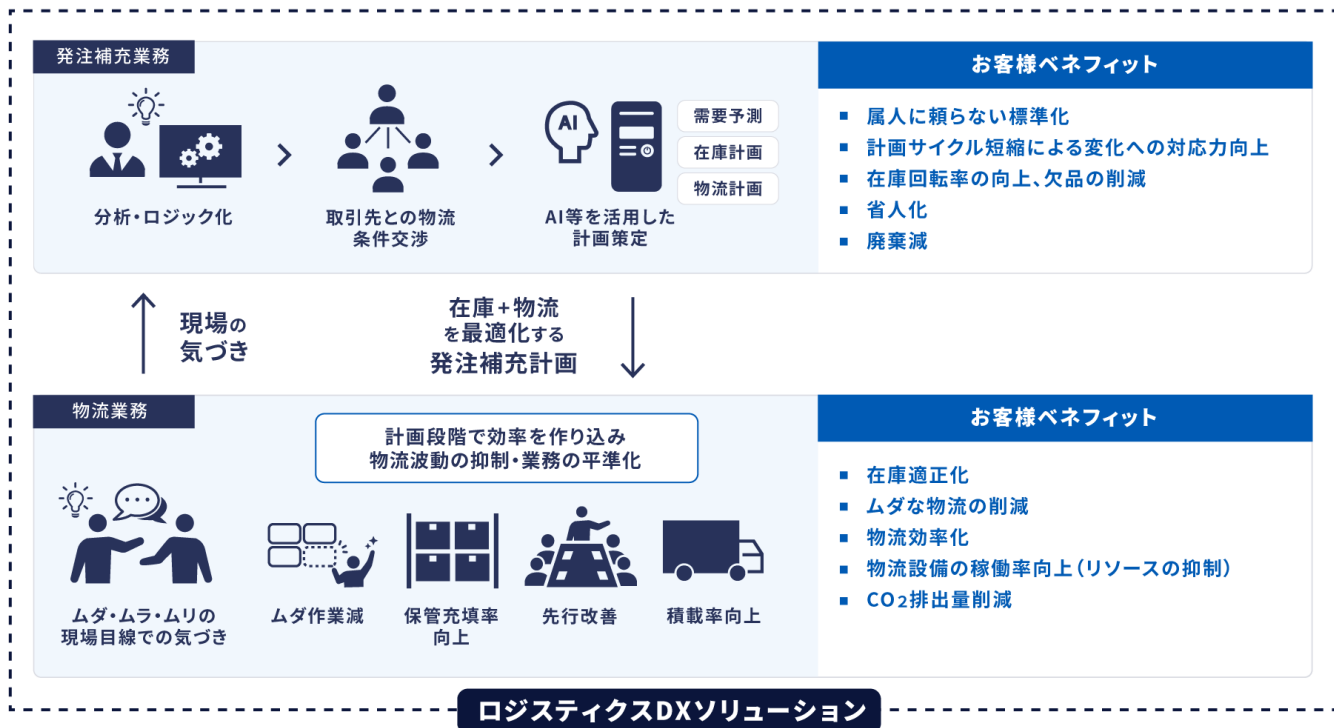 発注補充業務
分析・ロジック化
取引先との物流
条件交渉
AI
需要予測
在庫計画
物流計画
AI等を活用した
計画策定
お客様ベネフィット
■ 属人に頼らない標準化
■ 計画サイクル短縮による変化への対応力向上
■ 在庫回転率の向上、欠品の削減
■ 省人化
■ 廃棄減
現場の
気づき
在庫+物流
を最適化する
発注補充計画
物流業務
計画段階で効率を作り込み
物流波動の抑制・業務の平準化
ムダ・ムラ・ムリの
現場目線での気づき
ムダ作業減
保管充填率
向上
先行改善
積載率向上
お客様ベネフィット
■ 在庫適正化
■ ムダな物流の削減
■ 物流効率化
■ 物流設備の稼働率向上(リソースの抑制)
■ CO2排出量削減
ロジスティクスDXソリューション